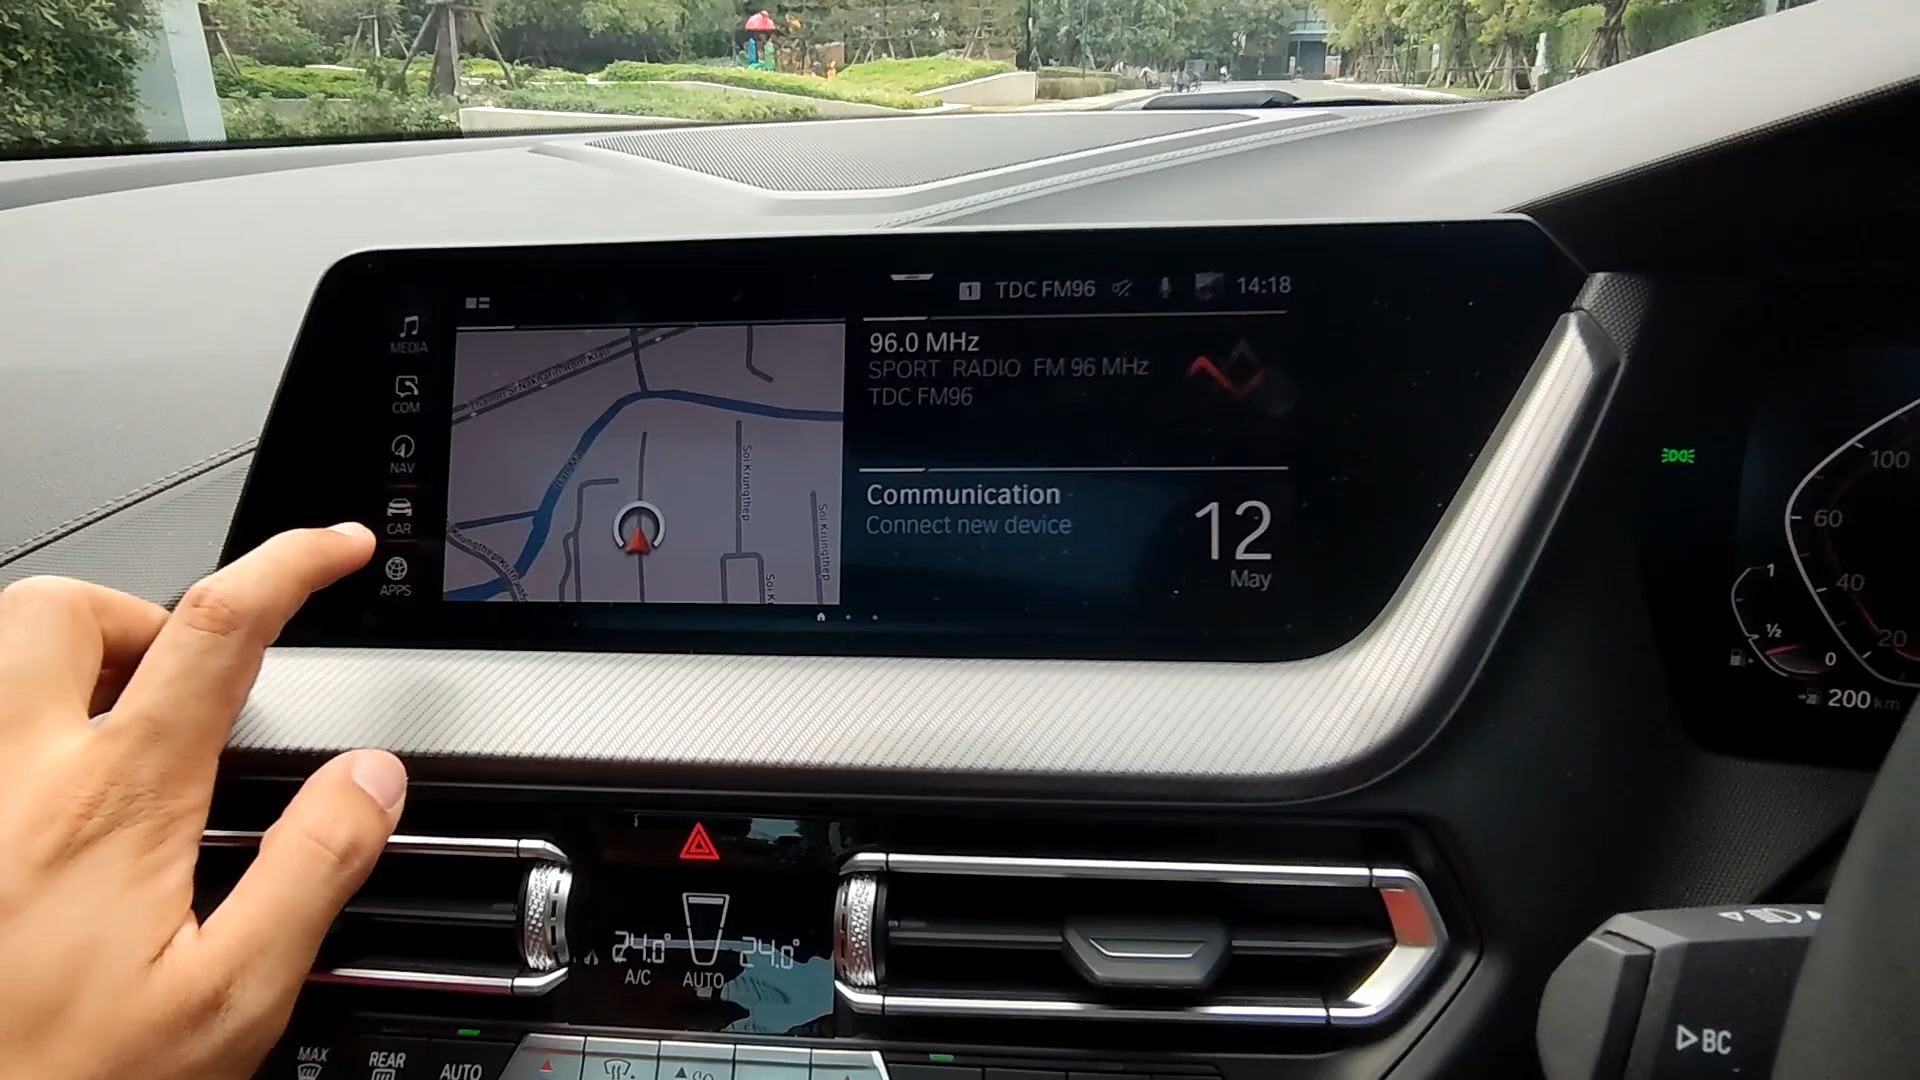 1 TDC FM96 14:18
MEDIA
COM
NAV
CAR
APPS
Soi Krungthep
Soi Krungthep
Soi K
96.0 MHz
SPORT RADIO FM 96 MHz
TDC FM96
Communication
Connect new device
12
May
100
60
40
20
1
½
0
200 km
24.0°
24.0°
A/C
AUTO
MAX
REAR
AUTO
BC